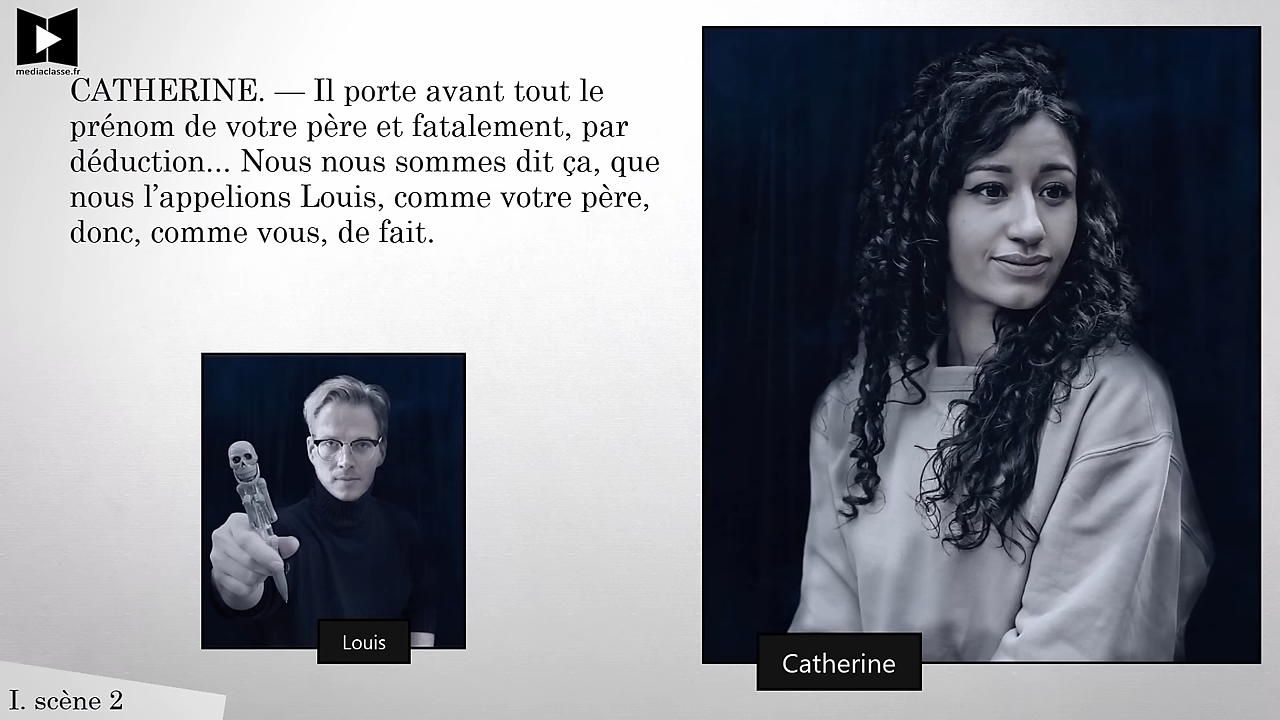 mediaclasse.fr
CATHERINE. — Il porte avant tout le
prénom de votre père et fatalement, par
déduction... Nous nous sommes dit ça, que
nous l’appelions Louis, comme votre père,
donc, comme vous, de fait.
Louis
Catherine
I. scène 2